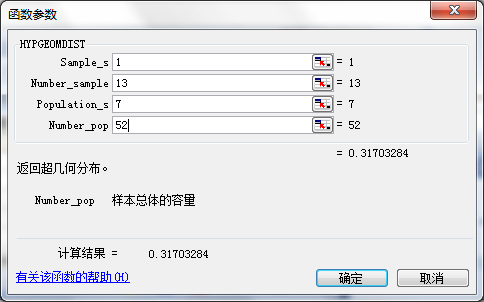 函数参数
HYPGEOMDIST
Sample_s 1 = 1
Number_sample 13 = 13
Population_s 7 = 7
Number_pop 52 = 52
= 0.31703284
返回超几何分布。
Number_pop 样本总体的容量
计算结果 = 0.31703284
有关该函数的帮助(H) 确定 取消